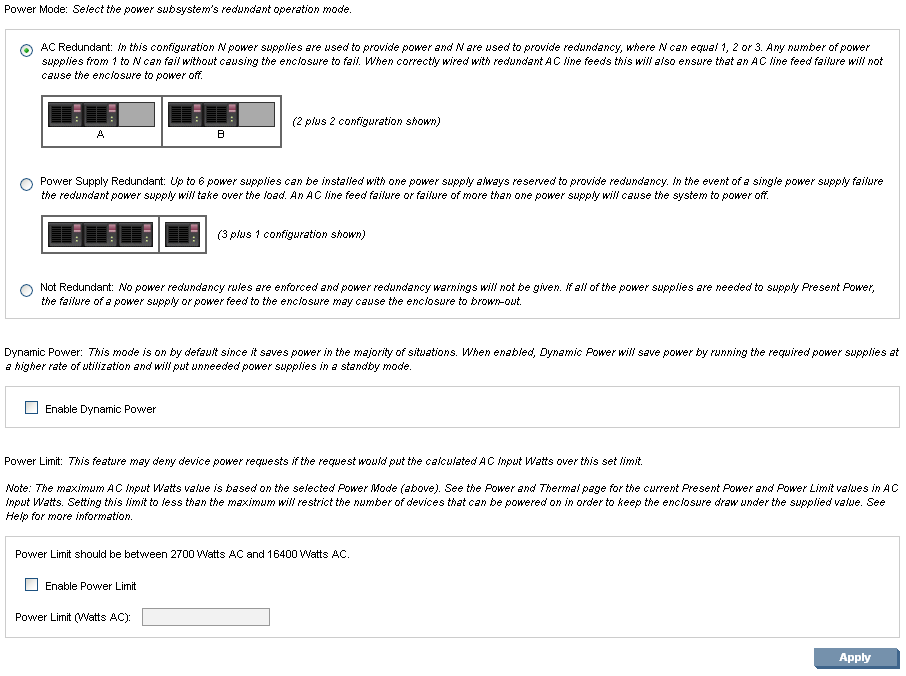 Power Mode: Select the power subsystem's redundant operation mode.
AC Redundant: In this configuration N power supplies are used to provide power and N are used to provide redundancy, where N can equal 1, 2 or 3. Any number of power
supplies from 1 to N can fail without causing the enclosure to fail. When correctly wired with redundant AC line feeds this will also ensure that an AC line feed failure will not
cause the enclosure to power off.
A B
(2 plus 2 configuration shown)
Power Supply Redundant: Up to 6 power supplies can be installed with one power supply always reserved to provide redundancy. In the event of a single power supply failure
the redundant power supply will take over the load. An AC line feed failure or failure of more than one power supply will cause the system to power off.
(3 plus 1 configuration shown)
Not Redundant: No power redundancy rules are enforced and power redundancy warnings will not be given. If all of the power supplies are needed to supply Present Power,
the failure of a power supply or power feed to the enclosure may cause the enclosure to brown-out.
Dynamic Power: This mode is on by default since it saves power in the majority of situations. When enabled, Dynamic Power will save power by running the required power supplies at
a higher rate of utilization and will put unneeded power supplies in a standby mode.
Enable Dynamic Power
Power Limit: This feature may deny device power requests if the request would put the calculated AC Input Watts over this set limit.
Note: The maximum AC Input Watts value is based on the selected Power Mode (above). See the Power and Thermal page for the current Present Power and Power Limit values in AC
Input Watts. Setting this limit to less than the maximum will restrict the number of devices that can be powered on in order to keep the enclosure draw under the supplied value. See
Help for more information.
Power Limit should be between 2700 Watts AC and 16400 Watts AC.
Enable Power Limit
Power Limit (Watts AC):
Apply